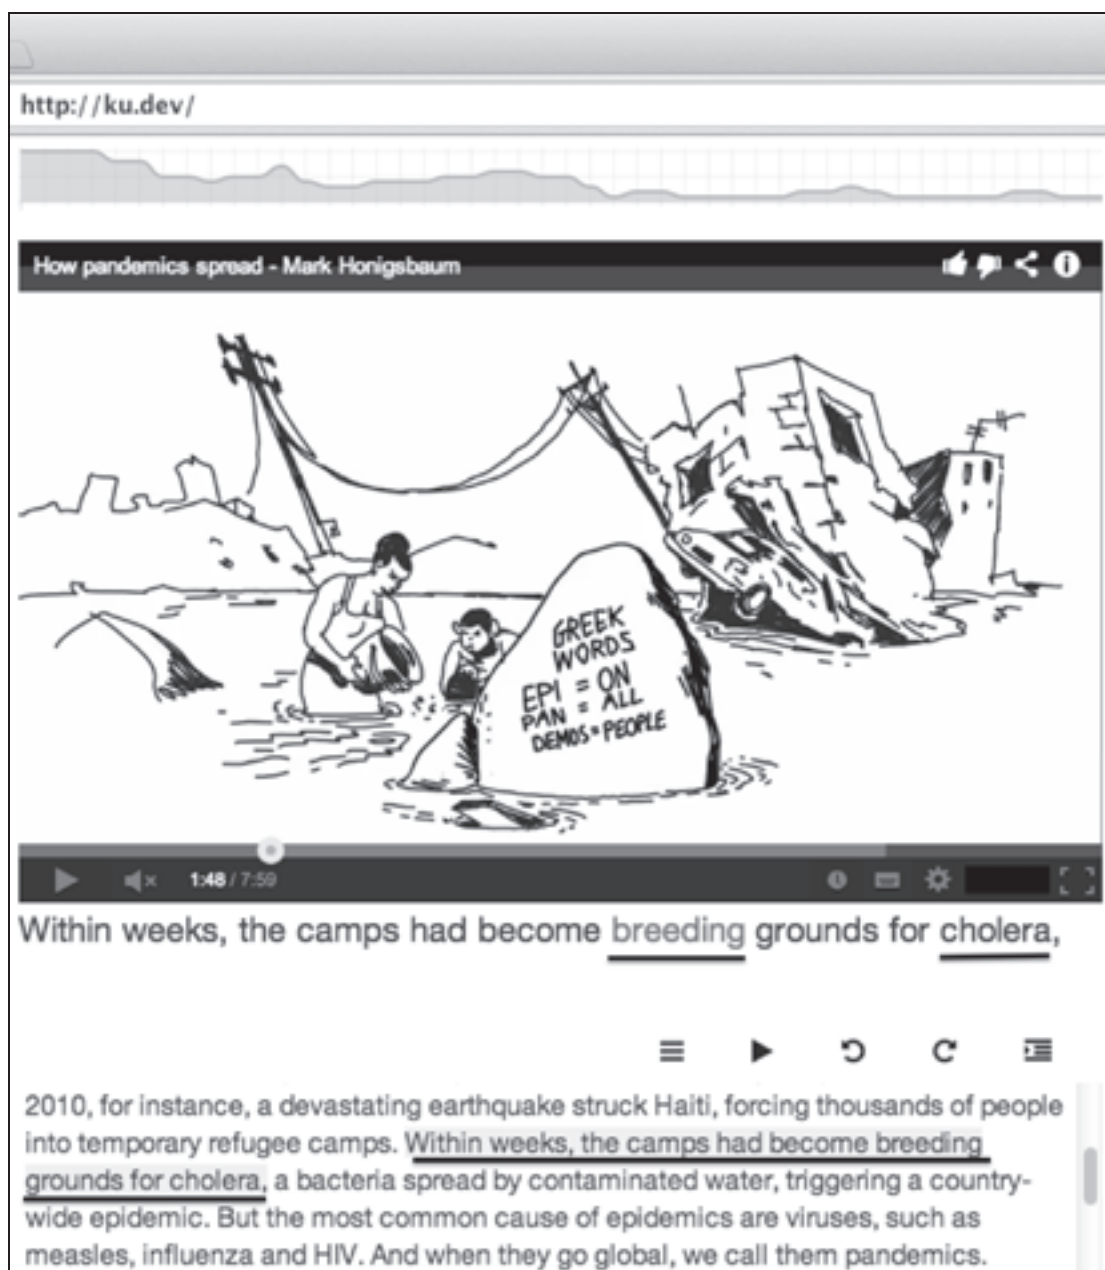 http://ku.dev/
How pandemics spread - Mark Honigsbaum
GREEK
WORDS
EPI = ON
PAN = ALL
DEMOS = PEOPLE
1:48 / 7:59
Within weeks, the camps had become breeding grounds for cholera,
2010, for instance, a devastating earthquake struck Haiti, forcing thousands of people
into temporary refugee camps. Within weeks, the camps had become breeding
grounds for cholera, a bacteria spread by contaminated water, triggering a country-
wide epidemic. But the most common cause of epidemics are viruses, such as
measles, influenza and HIV. And when they go global, we call them pandemics.